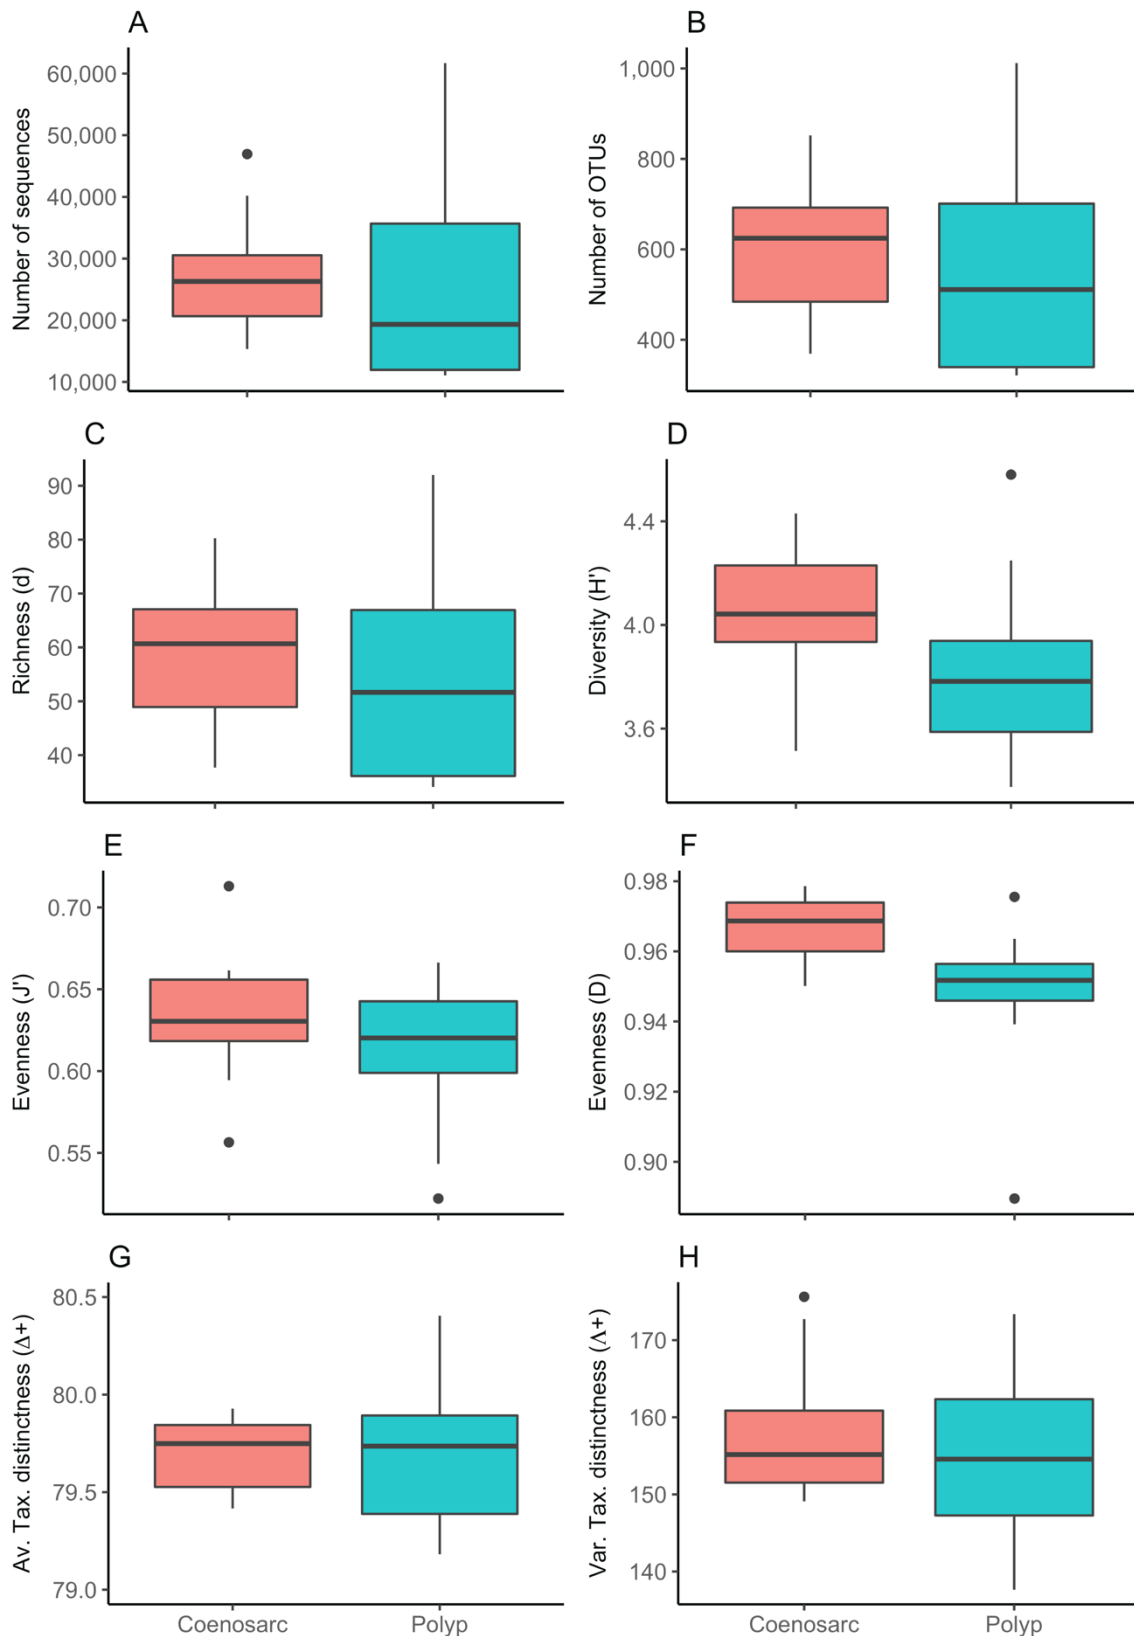 A
Number of sequences
60,000
50,000
40,000
30,000
20,000
10,000
B
Number of OTUs
1,000
800
600
400
C
Richness (d)
90
80
70
60
50
40
D
Diversity (H')
4.4
4.0
3.6
E
Evenness (J')
0.70
0.65
0.60
0.55
F
Evenness (D)
0.98
0.96
0.94
0.92
0.90
G
Av. Tax. distinctness (Δ+)
80.5
80.0
79.5
79.0
Coenosarc
Polyp
H
Var. Tax. distinctness (Λ+)
170
160
150
140
Coenosarc
Polyp